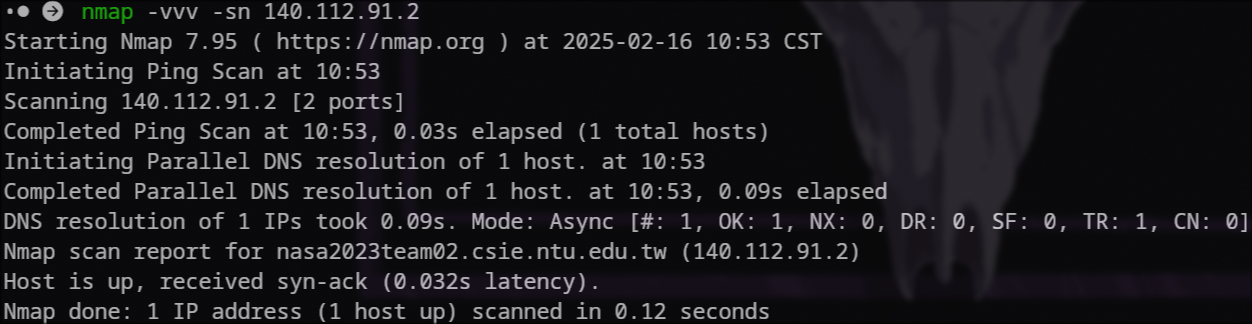 nmap -vvv -sn 140.112.91.2
Starting Nmap 7.95 ( https://nmap.org ) at 2025-02-16 10:53 CST
Initiating Ping Scan at 10:53
Scanning 140.112.91.2 [2 ports]
Completed Ping Scan at 10:53, 0.03s elapsed (1 total hosts)
Initiating Parallel DNS resolution of 1 host. at 10:53
Completed Parallel DNS resolution of 1 host. at 10:53, 0.09s elapsed
DNS resolution of 1 IPs took 0.09s. Mode: Async [#: 1, OK: 1, NX: 0, DR: 0, SF: 0, TR: 1, CN: 0]
Nmap scan report for nasa2023team02.csie.ntu.edu.tw (140.112.91.2)
Host is up, received syn-ack (0.032s latency).
Nmap done: 1 IP address (1 host up) scanned in 0.12 seconds